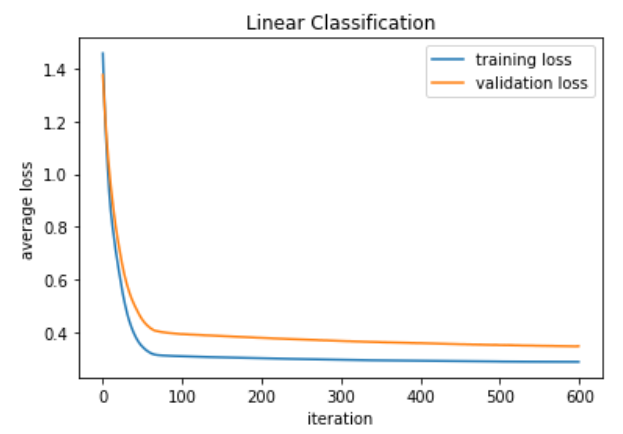 Linear Classification
training loss
validation loss
1.4
1.2
1.0
0.8
0.6
0.4
average loss
0 100 200 300 400 500 600
iteration